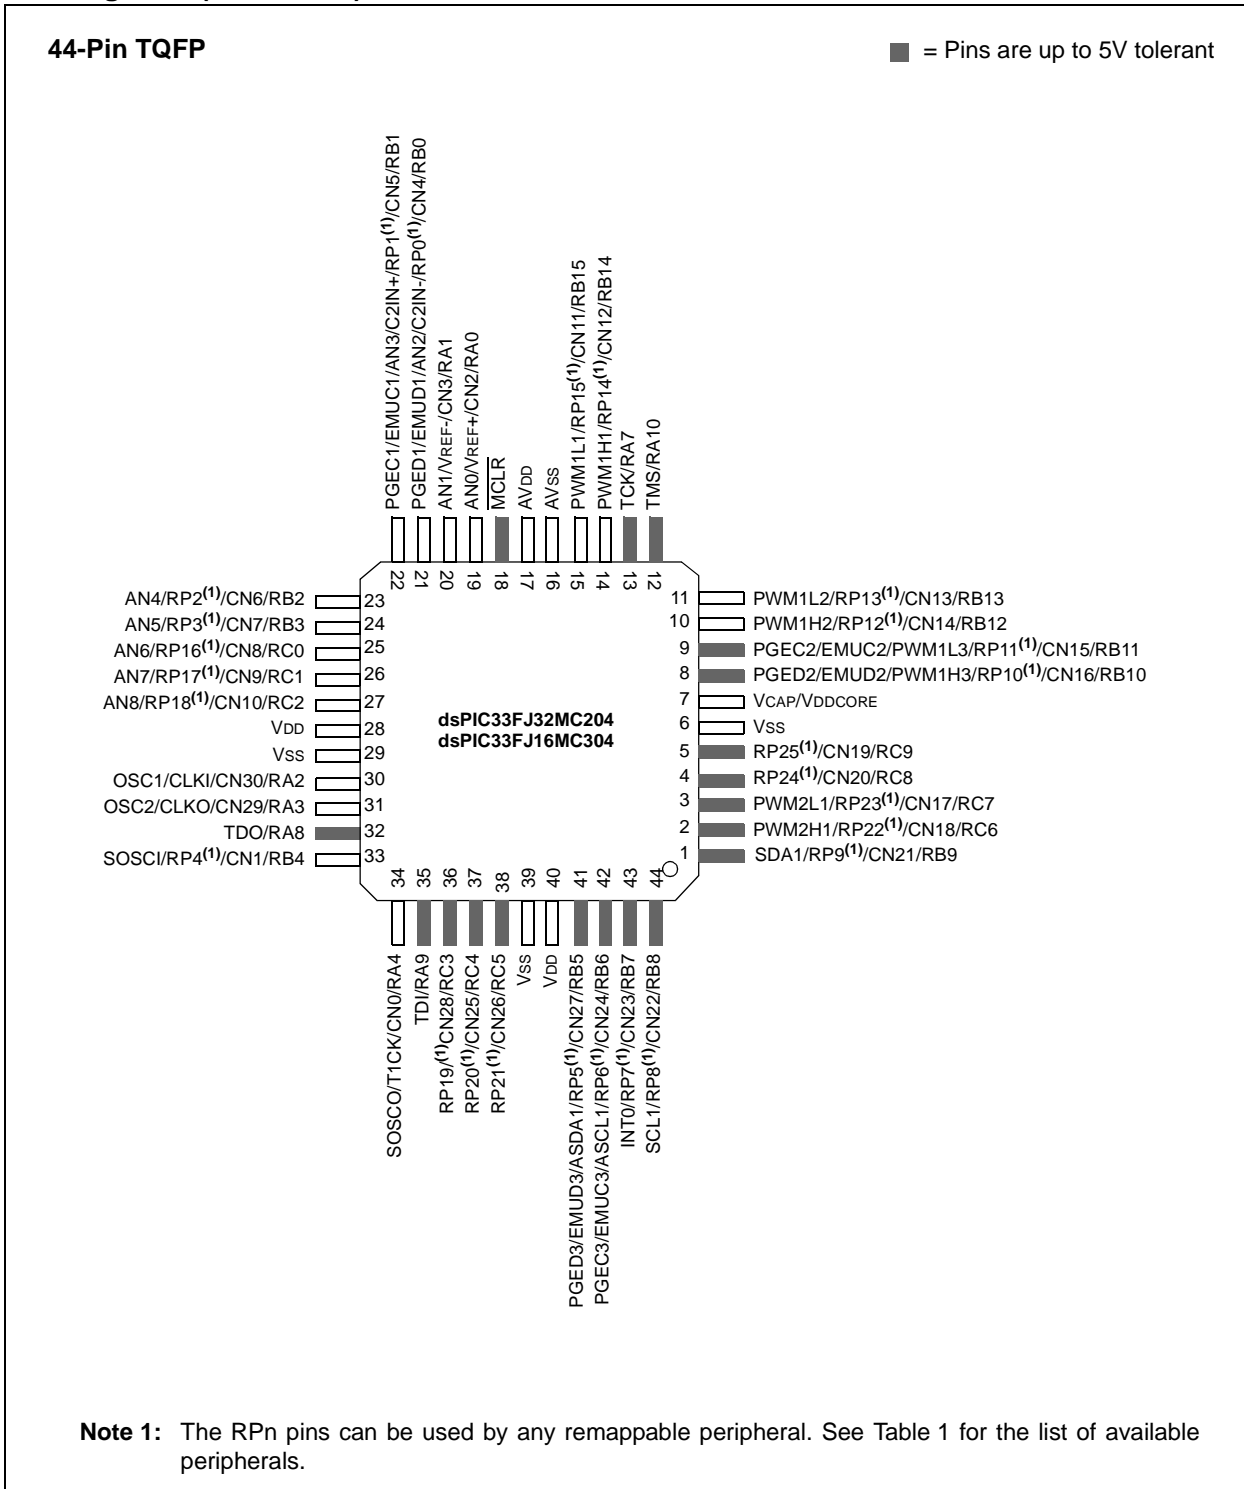 44-Pin TQFP
= Pins are up to 5V tolerant
PGEC1/EMUC1/AN3/C2IN+/RP1(1)/CN5/RB1
PGED1/EMUD1/AN2/C2IN-/RP0(1)/CN4/RB0
AN1/VREF-/CN3/RA1
AN0/VREF+/CN2/RA0
MCLR
AVDD
AVSS
PWM1L1/RP15(1)/CN11/RB15
PWM1H1/RP14(1)/CN12/RB14
TCK/RA7
TMS/RA10
22 21 20 19 18 17 16 15 14 13 12
AN4/RP2(1)/CN6/RB2 23
AN5/RP3(1)/CN7/RB3 24
AN6/RP16(1)/CN8/RC0 25
AN7/RP17(1)/CN9/RC1 26
AN8/RP18(1)/CN10/RC2 27
VDD 28
VSS 29
OSC1/CLKI/CN30/RA2 30
OSC2/CLKO/CN29/RA3 31
TDO/RA8 32
SOSCI/RP4(1)/CN1/RB4 33
dsPIC33FJ32MC204
dsPIC33FJ16MC304
11 PWM1L2/RP13(1)/CN13/RB13
10 PWM1H2/RP12(1)/CN14/RB12
9 PGEC2/EMUC2/PWM1L3/RP11(1)/CN15/RB11
8 PGED2/EMUD2/PWM1H3/RP10(1)/CN16/RB10
7 VCAP/VDDCORE
6 VSS
5 RP25(1)/CN19/RC9
4 RP24(1)/CN20/RC8
3 PWM2L1/RP23(1)/CN17/RC7
2 PWM2H1/RP22(1)/CN18/RC6
1 SDA1/RP9(1)/CN21/RB9
34 35 36 37 38 39 40 41 42 43 44
SOSCO/T1CK/CN0/RA4
TDI/RA9
RP19/(1)CN28/RC3
RP20(1)/CN25/RC4
RP21(1)/CN26/RC5
VSS
VDD
PGED3/EMUD3/ASDA1/RP5(1)/CN27/RB5
PGEC3/EMUC3/ASCL1/RP6(1)/CN24/RB6
INT0/RP7(1)/CN23/RB7
SCL1/RP8(1)/CN22/RB8
Note 1: The RPn pins can be used by any remappable peripheral. See Table 1 for the list of available
peripherals.